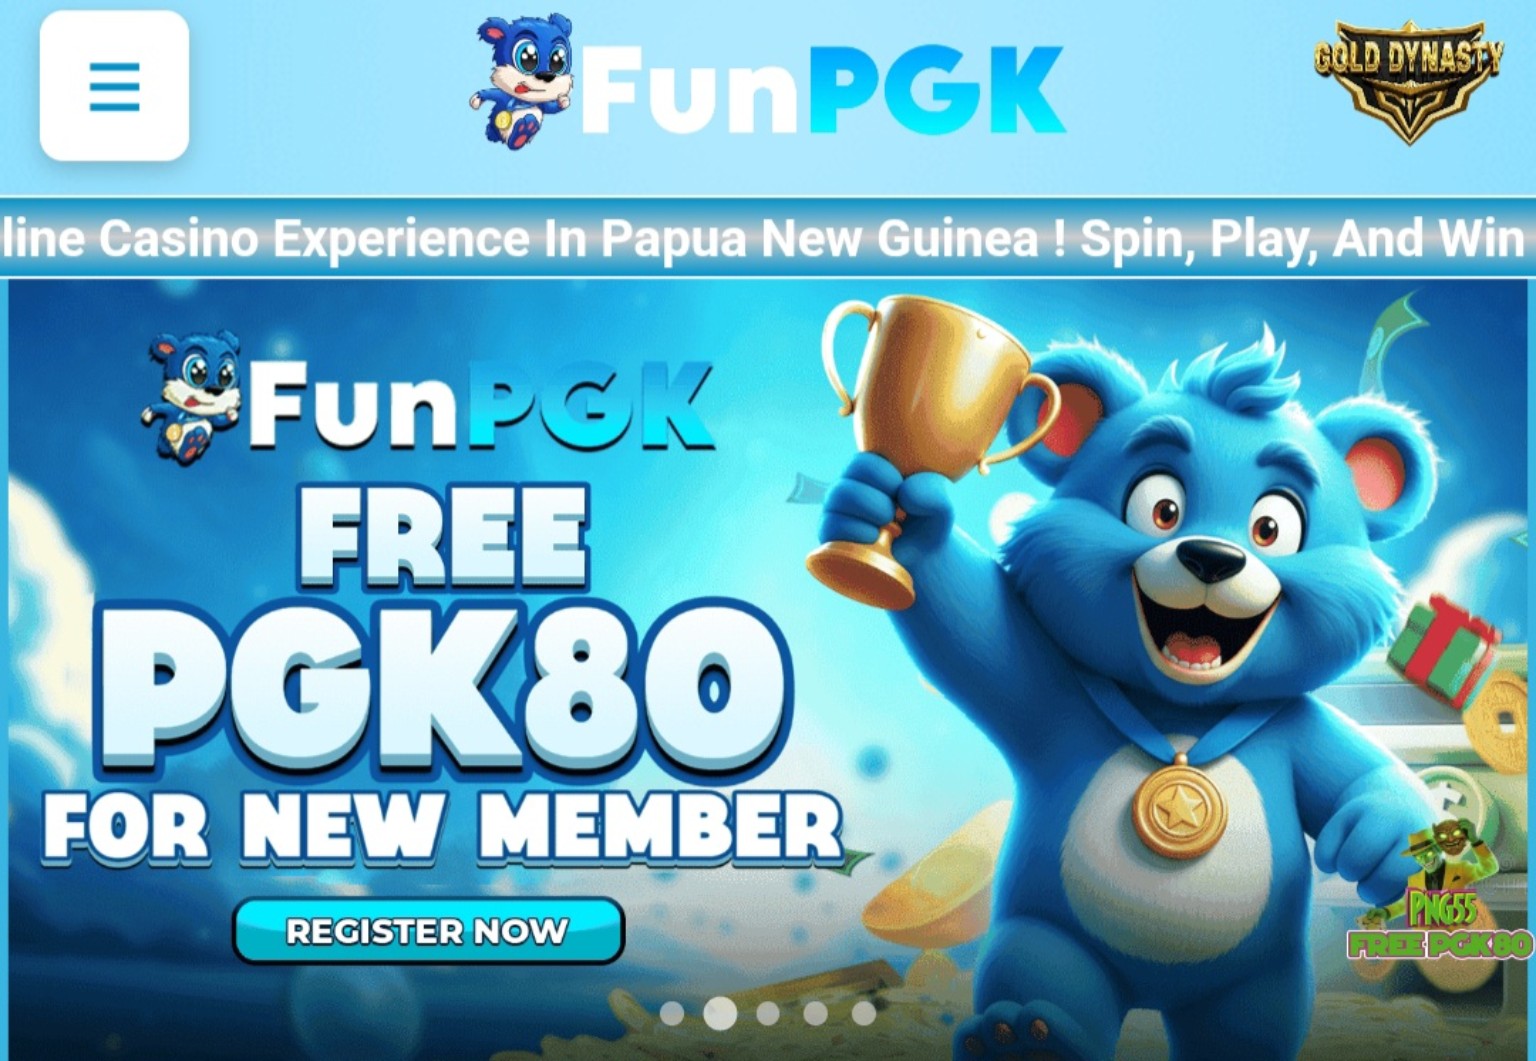 FunPGK
GOLD DYNASTY
line Casino Experience In Papua New Guinea ! Spin, Play, And Win
FunPGK
FREE
PGK80
FOR NEW MEMBER
REGISTER NOW
PNG55
FREE PGK80